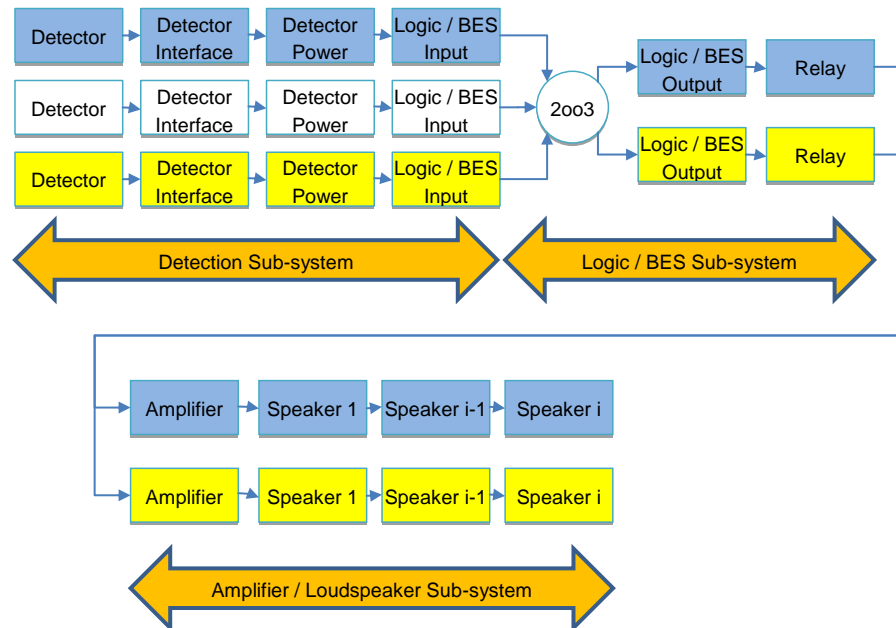 Detector
Detector
Interface
Detector
Power
Logic / BES
Input
Detector
Detector
Interface
Detector
Power
Logic / BES
Input
Detector
Detector
Interface
Detector
Power
Logic / BES
Input
2oo3
Logic / BES
Output
Relay
Logic / BES
Output
Relay
Detection Sub-system
Logic / BES Sub-system
Amplifier
Speaker 1
Speaker i-1
Speaker i
Amplifier
Speaker 1
Speaker i-1
Speaker i
Amplifier / Loudspeaker Sub-system